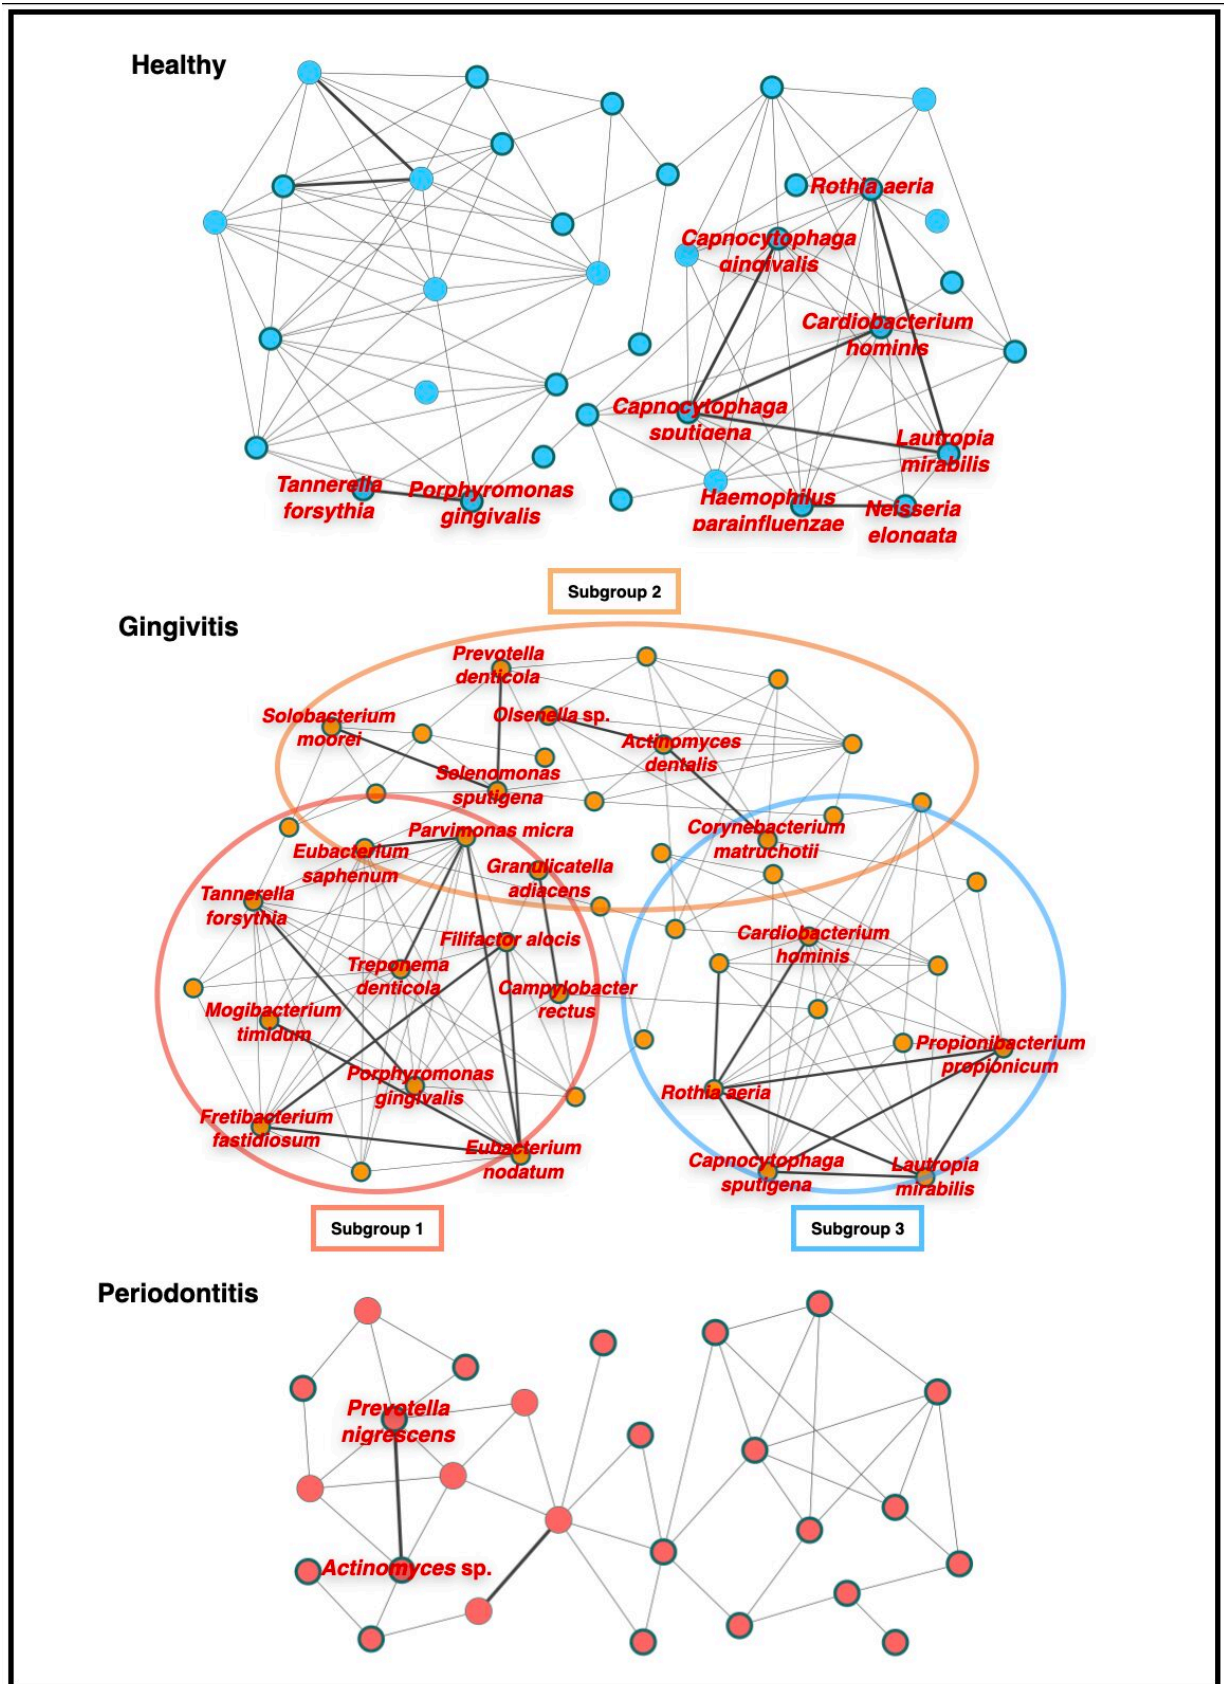 Healthy
Rothia aeria
Capnocytophaga
gingivalis
Cardiobacterium
hominis
Capnocytophaga
sputigena
Lautropia
mirabilis
Tannerella
forsythia
Porphyromonas
gingivalis
Haemophilus
parainfluenzae
Neisseria
elongata
Subgroup 2
Gingivitis
Prevotella
denticola
Solobacterium
moorei
Olsenella sp.
Actinomyces
dentalis
Selenomonas
sputigena
Parvimonas micra
Corynebacterium
matruchotii
Eubacterium
saphenum
Granulicatella
adiacens
Tannerella
forsythia
Filifactor alocis
Cardiobacterium
hominis
Treponema
denticola
Campylobacter
rectus
Mogibacterium
timidum
Propionibacterium
propionicum
Porphyromonas
gingivalis
Rothia aeria
Fretibacterium
fastidiosum
Eubacterium
nodatum
Capnocytophaga
sputigena
Lautropia
mirabilis
Subgroup 1
Subgroup 3
Periodontitis
Prevotella
nigrescens
Actinomyces sp.